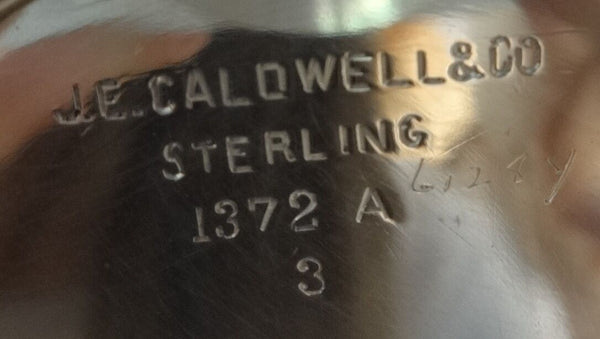 J.E.CALDWELL&CO
STERLING
1372 A
3